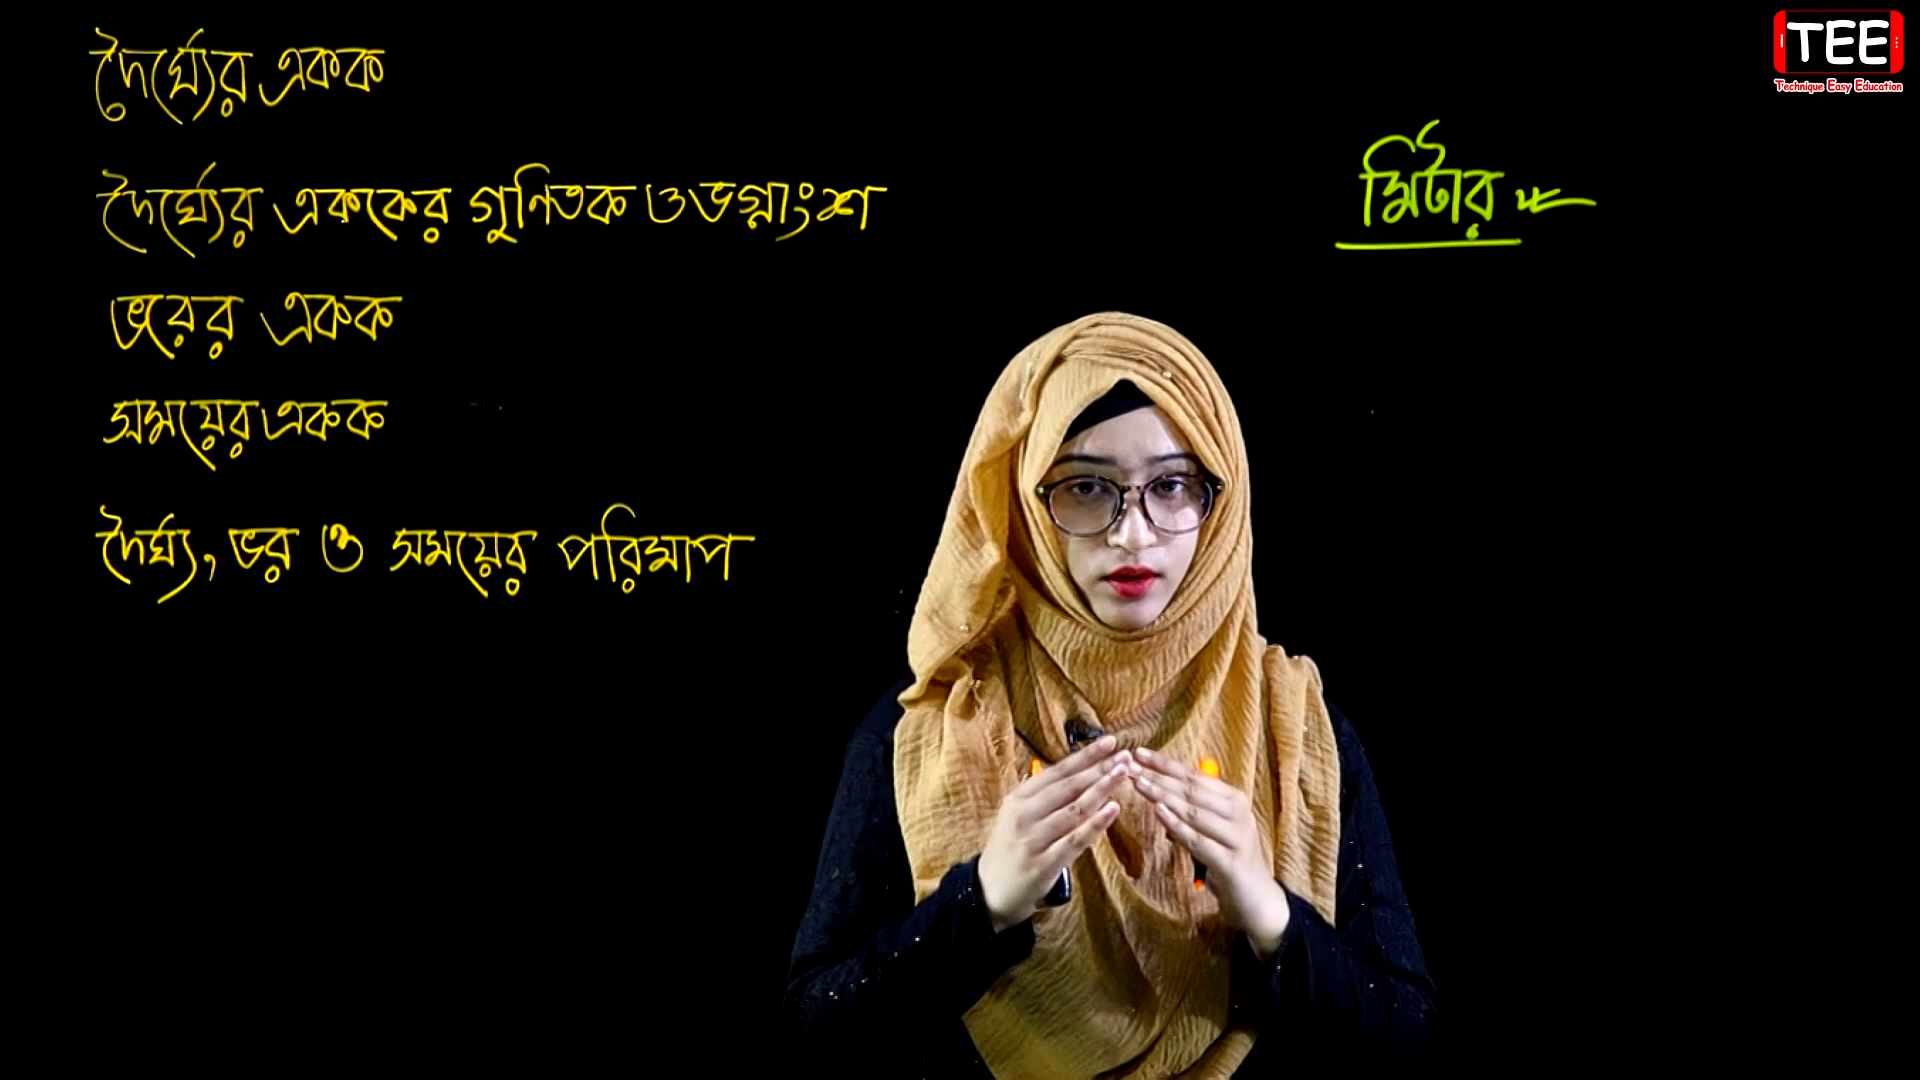 দৈর্ঘ্যের একক
দৈর্ঘ্যের এককের গুনিতক ও ভগ্নাংশ
ভরের একক
সময়ের একক
দৈর্ঘ্য, ভর ও সময়ের পরিমাপ
মিটার
TEE
Technique Easy Education